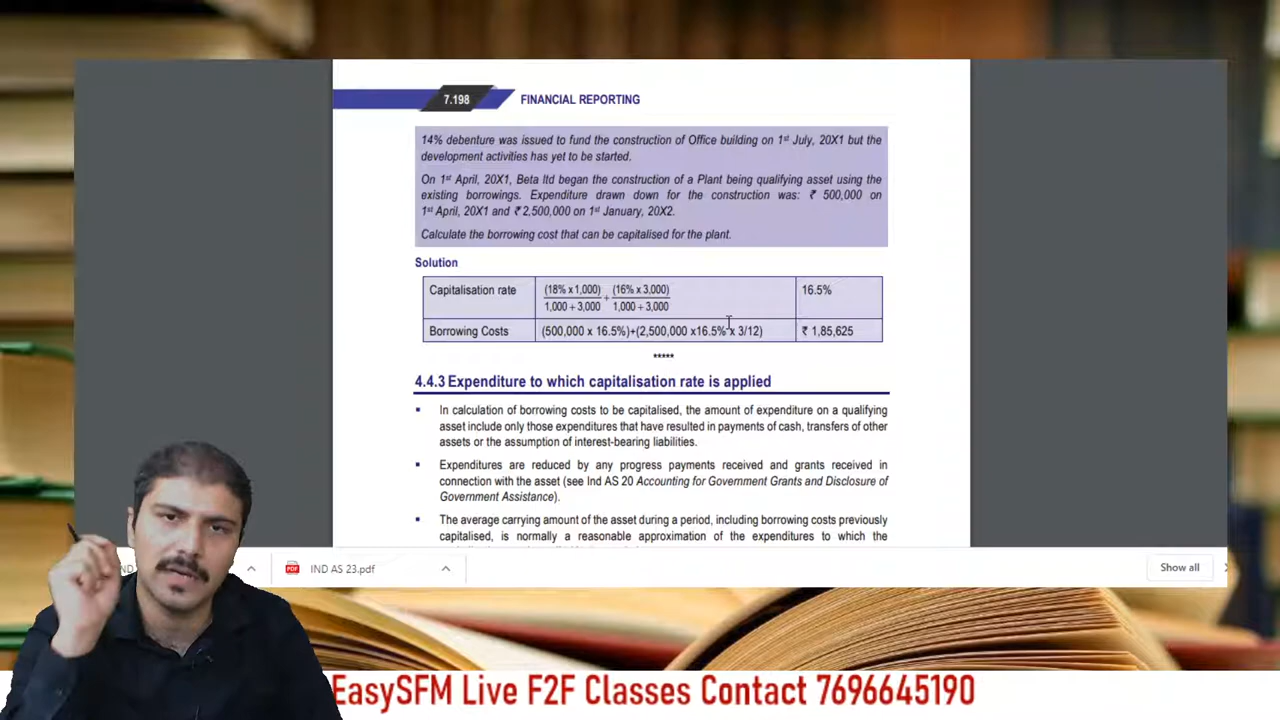 7.198 FINANCIAL REPORTING
14% debenture was issued to fund the construction of Office building on 1st July, 20X1 but the
development activities has yet to be started.
On 1st April, 20X1, Beta ltd began the construction of a Plant being qualifying asset using the
existing borrowings. Expenditure drawn down for the construction was: ₹ 500,000 on
1st April, 20X1 and ₹ 2,500,000 on 1st January, 20X2.
Calculate the borrowing cost that can be capitalised for the plant.
Solution
Capitalisation rate (18% x 1,000) + (16% x 3,000) 16.5%
1,000 + 3,000 1,000 + 3,000
Borrowing Costs (500,000 x 16.5%)+(2,500,000 x16.5% x 3/12) ₹ 1,85,625
*****
4.4.3 Expenditure to which capitalisation rate is applied
▪ In calculation of borrowing costs to be capitalised, the amount of expenditure on a qualifying
asset include only those expenditures that have resulted in payments of cash, transfers of other
assets or the assumption of interest-bearing liabilities.
▪ Expenditures are reduced by any progress payments received and grants received in
connection with the asset (see Ind AS 20 Accounting for Government Grants and Disclosure of
Government Assistance).
▪ The average carrying amount of the asset during a period, including borrowing costs previously
capitalised, is normally a reasonable approximation of the expenditures to which the
IND AS 23.pdf
Show all
EasySFM Live F2F Classes Contact 7696645190